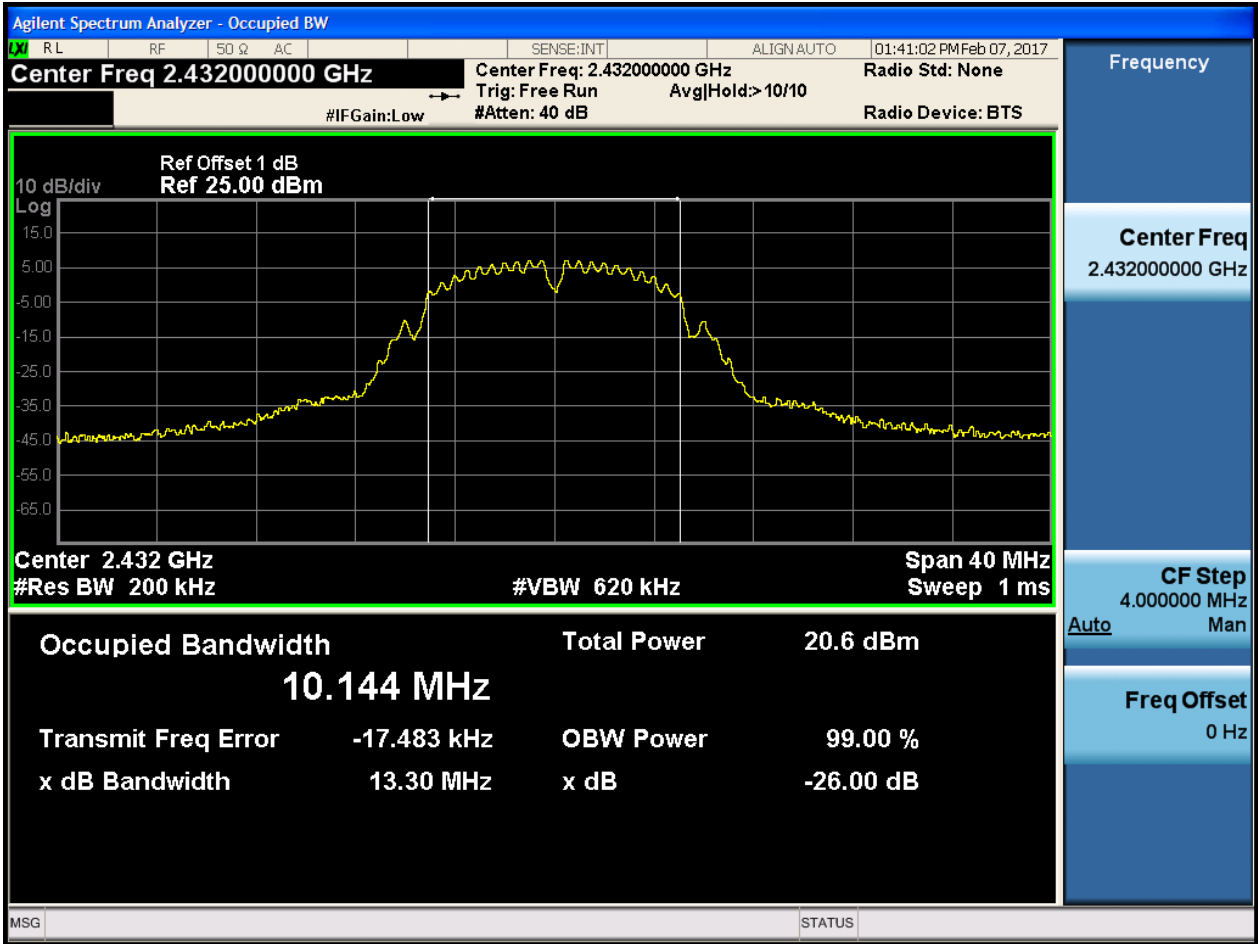 Agilent Spectrum Analyzer - Occupied BW
LXI RL RF 50 Ω AC SENSE:INT ALIGN AUTO 01:41:02 PM Feb 07, 2017
Center Freq 2.432000000 GHz
Center Freq: 2.432000000 GHz Radio Std: None
Trig: Free Run Avg|Hold:>10/10
#IFGain:Low #Atten: 40 dB Radio Device: BTS
Ref Offset 1 dB
10 dB/div Ref 25.00 dBm
Log
15.0
5.00
-5.00
-15.0
-25.0
-35.0
-45.0
-55.0
-65.0
Center 2.432 GHz Span 40 MHz
#Res BW 200 kHz #VBW 620 kHz Sweep 1 ms
Occupied Bandwidth Total Power 20.6 dBm
10.144 MHz
Transmit Freq Error -17.483 kHz OBW Power 99.00 %
x dB Bandwidth 13.30 MHz x dB -26.00 dB
Frequency
Center Freq
2.432000000 GHz
CF Step
4.000000 MHz
Auto Man
Freq Offset
0 Hz
MSG STATUS